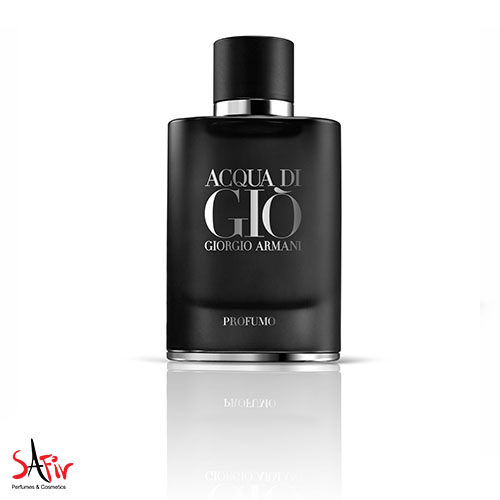 ACQUA DI
GIÒ
GIORGIO ARMANI
PROFUMO
SAFir
Perfumes & Cosmetics